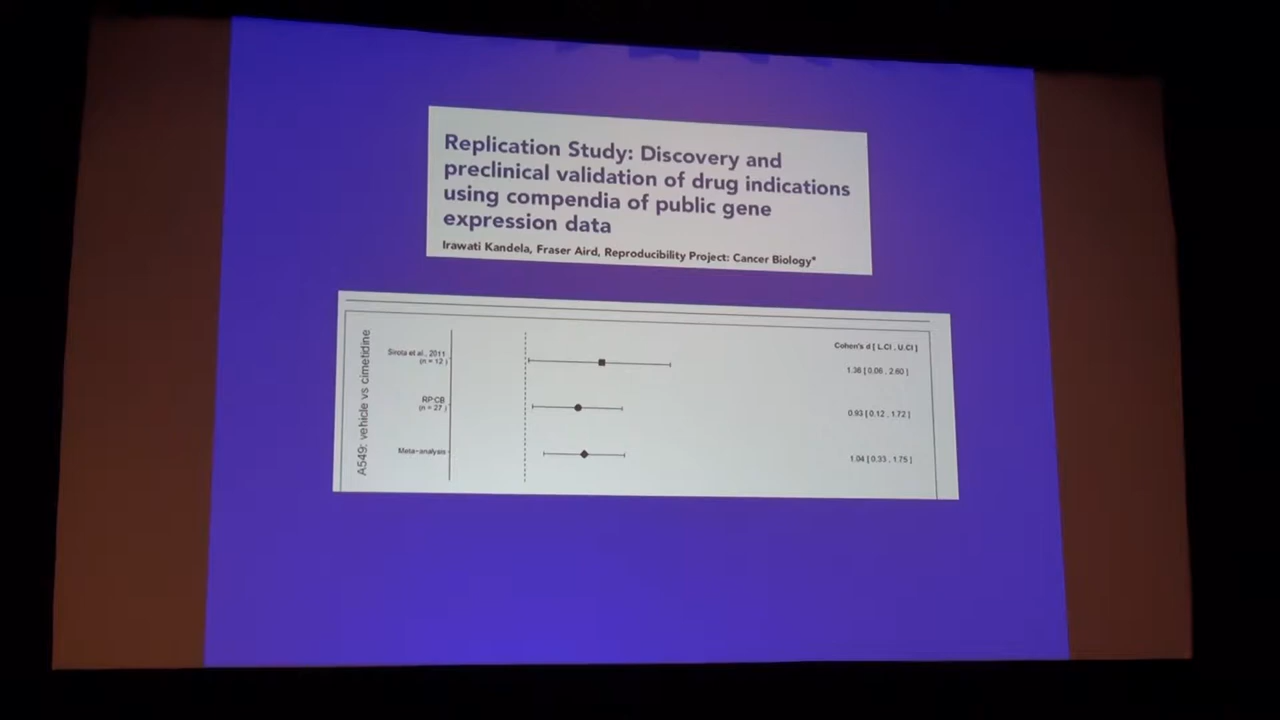 Replication Study: Discovery and
preclinical validation of drug indications
using compendia of public gene
expression data
Irawati Kandela, Fraser Aird, Reproducibility Project: Cancer Biology*
A549: vehicle vs cimetidine
Cohen's d [ L.CI , U.CI ]
Sirota et al., 2011
(n = 12 )
1.36 [ 0.06 , 2.60 ]
RP:CB
(n = 27 )
0.93 [ 0.12 , 1.72 ]
Meta-analysis
1.04 [ 0.33 , 1.75 ]